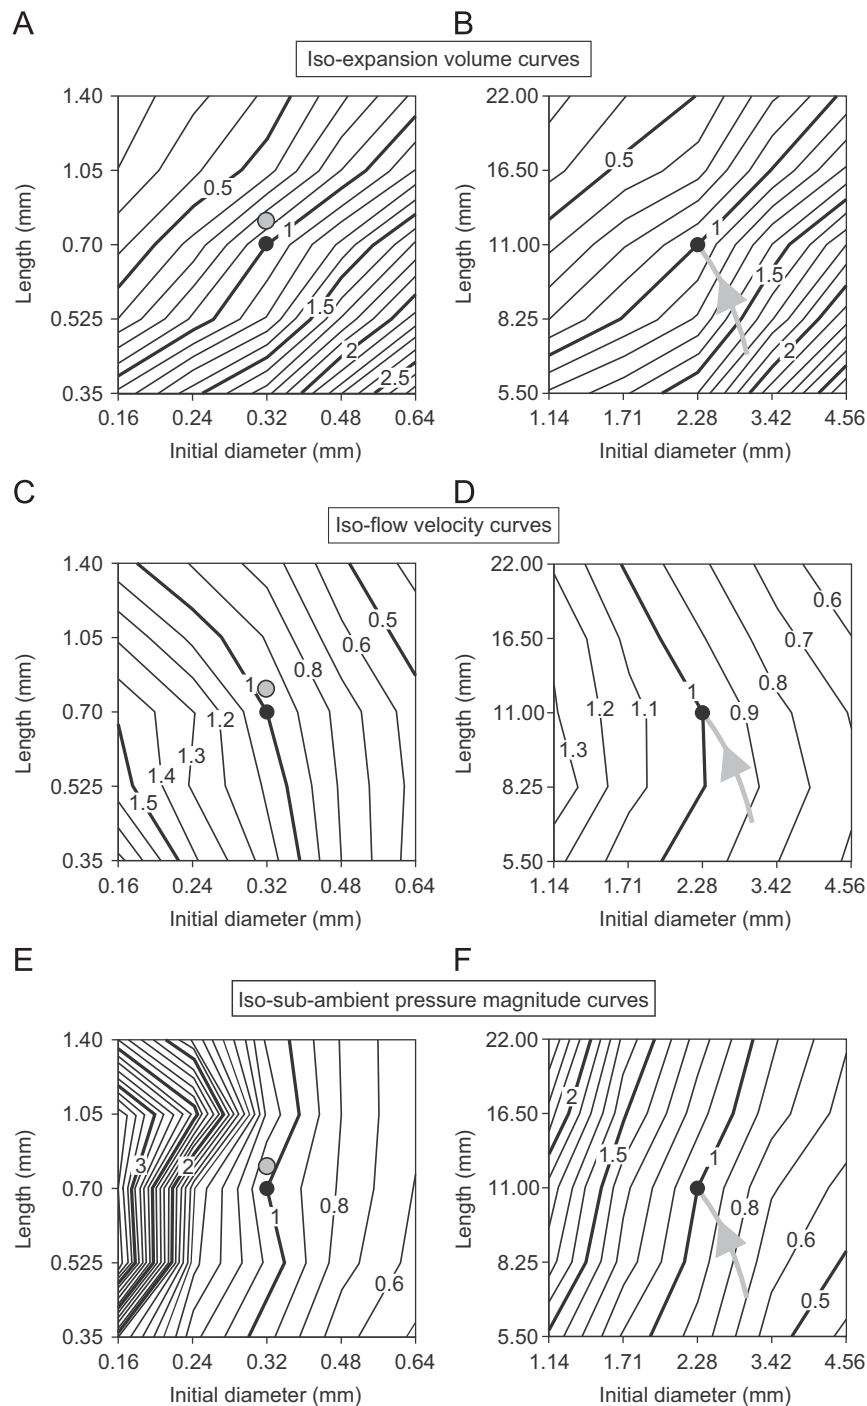 A
B
Iso-expansion volume curves
1.40
1.05
0.70
0.525
0.35
Length (mm)
0.5
1
1.5
2
2.5
0.16 0.24 0.32 0.48 0.64
Initial diameter (mm)
22.00
16.50
11.00
8.25
5.50
Length (mm)
0.5
1
1.5
2
1.14 1.71 2.28 3.42 4.56
Initial diameter (mm)
C
D
Iso-flow velocity curves
1.40
1.05
0.70
0.525
0.35
Length (mm)
0.5
0.6
0.8
1
1.2
1.3
1.4
1.5
0.16 0.24 0.32 0.48 0.64
Initial diameter (mm)
22.00
16.50
11.00
8.25
5.50
Length (mm)
0.6
0.7
0.8
1
0.9
1.1
1.2
1.3
1.14 1.71 2.28 3.42 4.56
Initial diameter (mm)
E
F
Iso-sub-ambient pressure magnitude curves
1.40
1.05
0.70
0.525
0.35
Length (mm)
3
2
1
0.8
0.6
0.16 0.24 0.32 0.48 0.64
Initial diameter (mm)
22.00
16.50
11.00
8.25
5.50
Length (mm)
2
1.5
1
0.8
0.6
0.5
1.14 1.71 2.28 3.42 4.56
Initial diameter (mm)